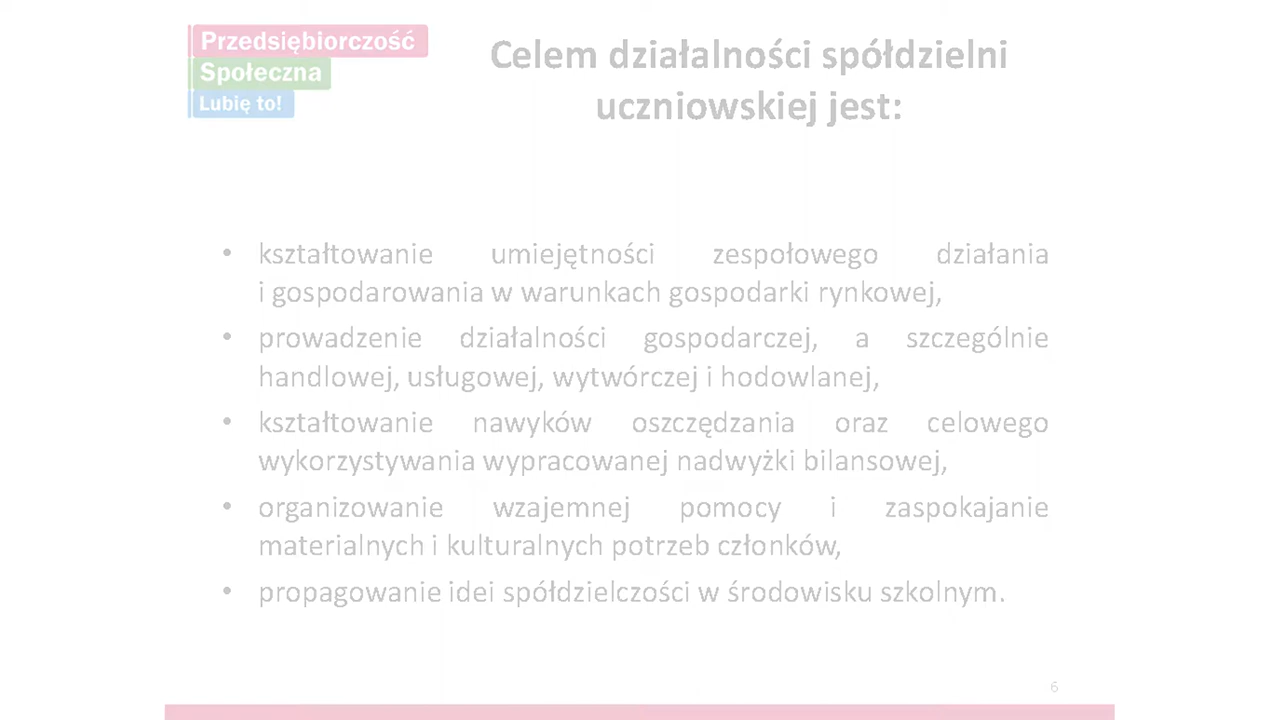 Przedsiębiorczość
Społeczna
Lubię to!
Celem działalności spółdzielni
uczniowskiej jest:
• kształtowanie umiejętności zespołowego działania
i gospodarowania w warunkach gospodarki rynkowej,
• prowadzenie działalności gospodarczej, a szczególnie
handlowej, usługowej, wytwórczej i hodowlanej,
• kształtowanie nawyków oszczędzania oraz celowego
wykorzystywania wypracowanej nadwyżki bilansowej,
• organizowanie wzajemnej pomocy i zaspokajanie
materialnych i kulturalnych potrzeb członków,
• propagowanie idei spółdzielczości w środowisku szkolnym.
6